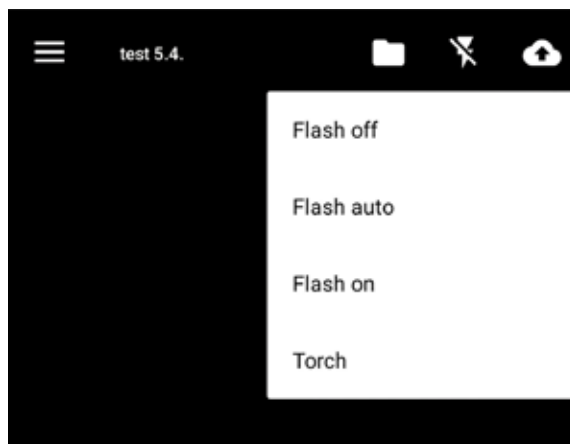 test 5.4.
Flash off
Flash auto
Flash on
Torch